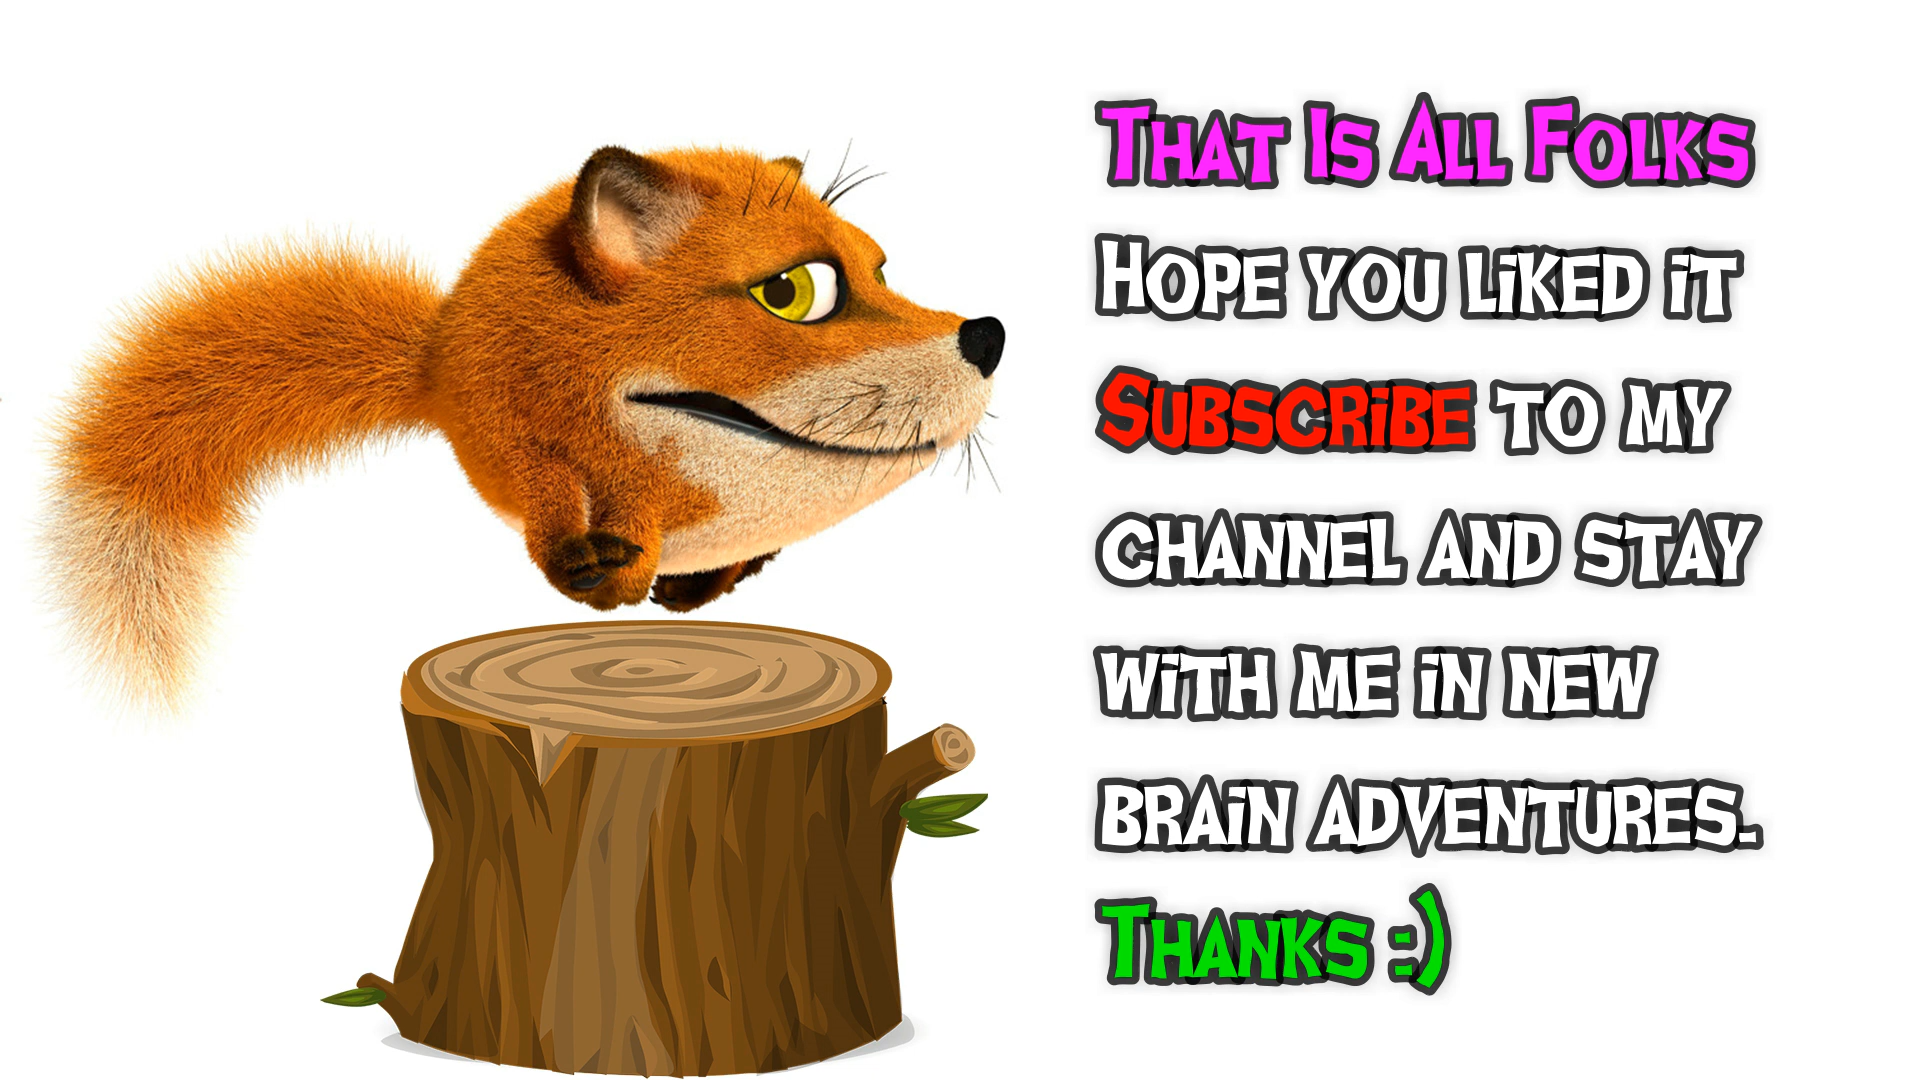 That Is All Folks
Hope you liked it
Subscribe to my
channel and stay
with me in new
brain adventures.
Thanks :)